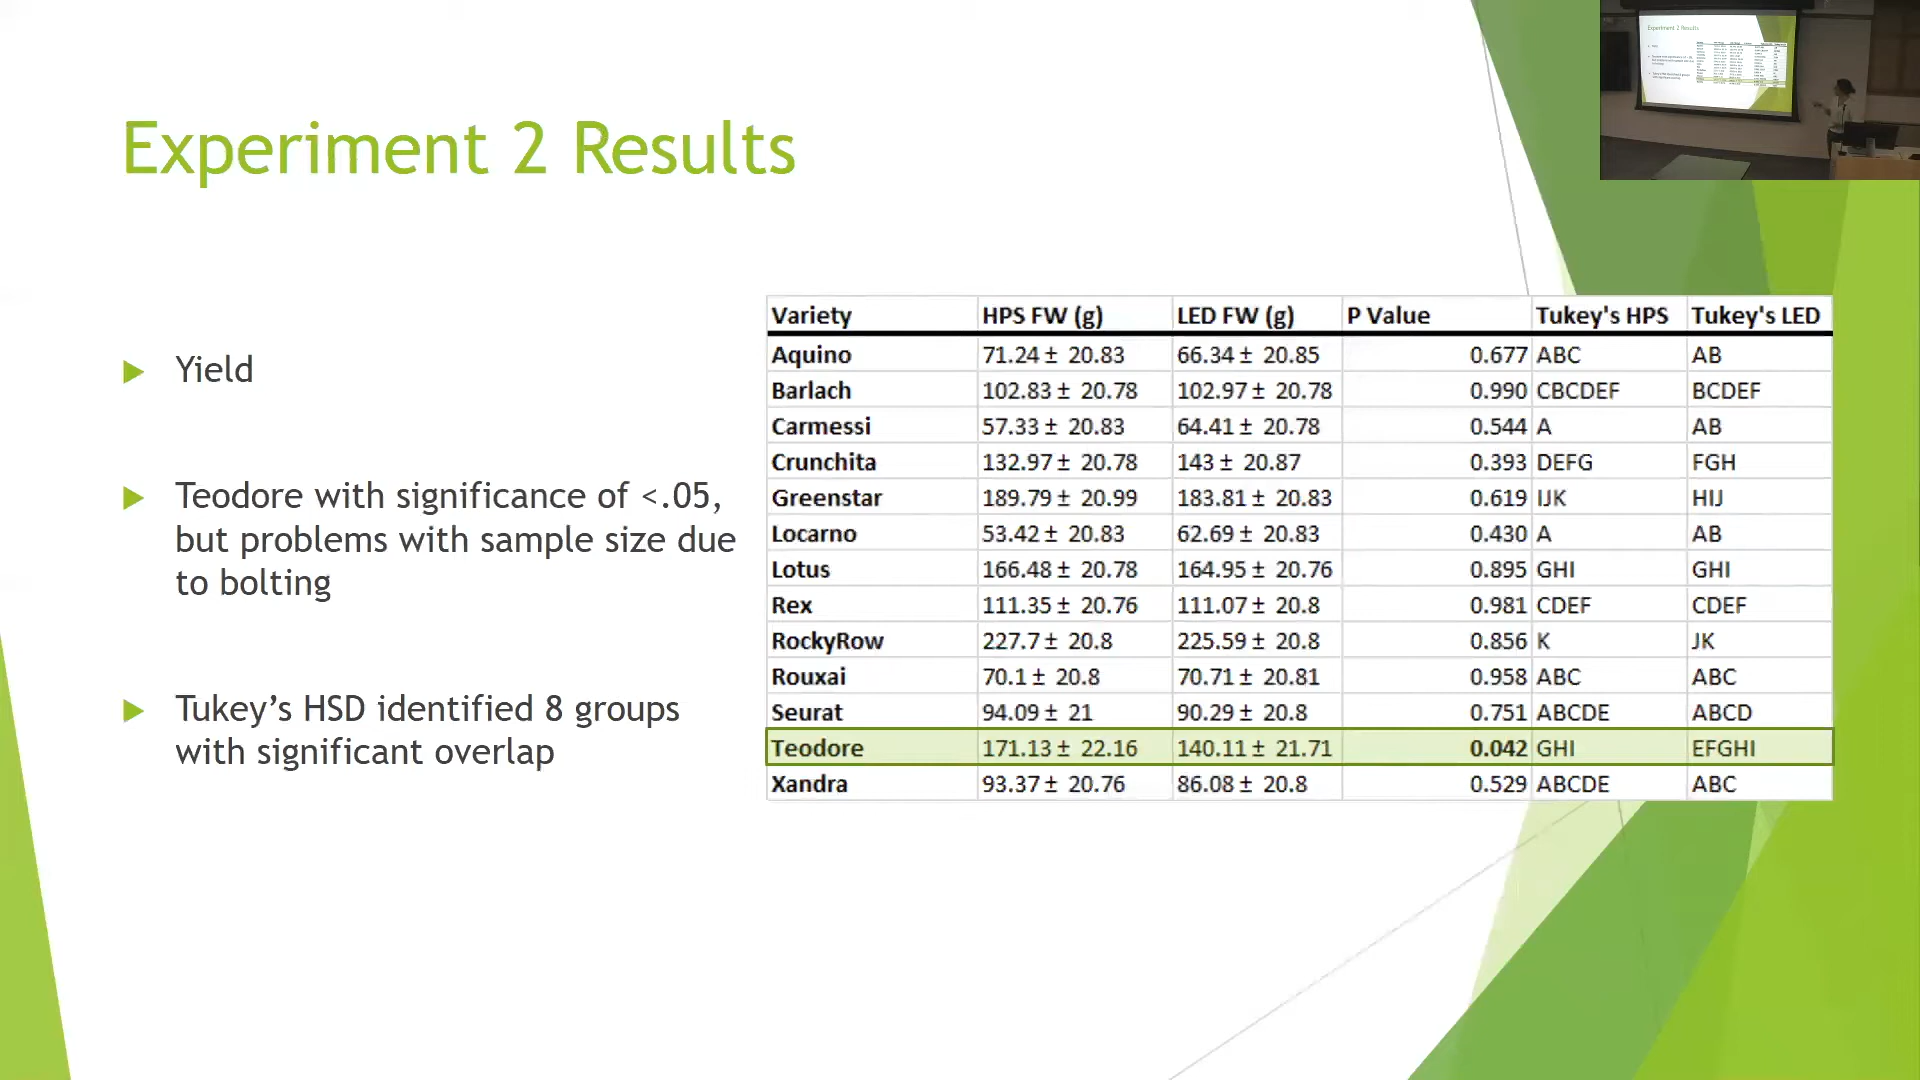 Experiment 2 Results
Yield
Teodore with significance of <.05,
but problems with sample size due
to bolting
Tukey’s HSD identified 8 groups
with significant overlap
Variety HPS FW (g) LED FW (g) P Value Tukey's HPS Tukey's LED
Aquino 71.24 ± 20.83 66.34 ± 20.85 0.677 ABC AB
Barlach 102.83 ± 20.78 102.97 ± 20.78 0.990 CBCDEF BCDEF
Carmessi 57.33 ± 20.83 64.41 ± 20.78 0.544 A AB
Crunchita 132.97 ± 20.78 143 ± 20.87 0.393 DEFG FGH
Greenstar 189.79 ± 20.99 183.81 ± 20.83 0.619 IJK HIJ
Locarno 53.42 ± 20.83 62.69 ± 20.83 0.430 A AB
Lotus 166.48 ± 20.78 164.95 ± 20.76 0.895 GHI GHI
Rex 111.35 ± 20.76 111.07 ± 20.8 0.981 CDEF CDEF
RockyRow 227.7 ± 20.8 225.59 ± 20.8 0.856 K JK
Rouxai 70.1 ± 20.8 70.71 ± 20.81 0.958 ABC ABC
Seurat 94.09 ± 21 90.29 ± 20.8 0.751 ABCDE ABCD
Teodore 171.13 ± 22.16 140.11 ± 21.71 0.042 GHI EFGHI
Xandra 93.37 ± 20.76 86.08 ± 20.8 0.529 ABCDE ABC
Experiment 2 Results